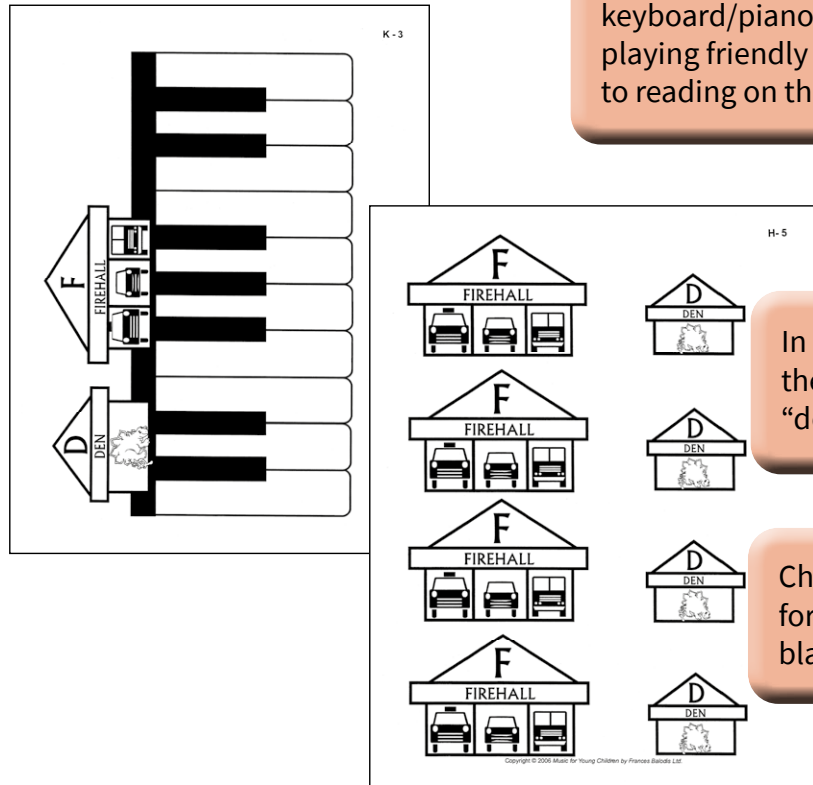 K - 3
F
FIREHALL
D
DEN
keyboard/piano
playing friendly
to reading on th
H- 5
F
FIREHALL
D
DEN
F
FIREHALL
D
DEN
F
FIREHALL
D
DEN
F
FIREHALL
D
DEN
Copyright © 2006 Music for Young Children by Frances Balodis Ltd.
In
the
“de
Ch
for
bla